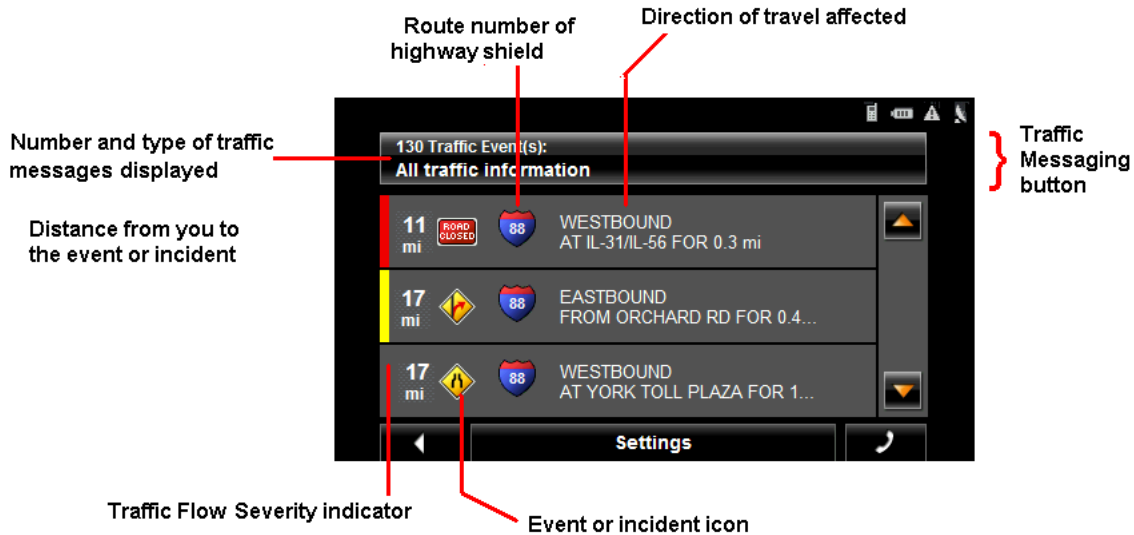 Route number of
highway shield
Direction of travel affected
Number and type of traffic
messages displayed
130 Traffic Event(s):
All traffic information
Traffic
Messaging
button
Distance from you to
the event or incident
11
mi
ROAD
CLOSED
88
WESTBOUND
AT IL-31/IL-56 FOR 0.3 mi
17
mi
88
EASTBOUND
FROM ORCHARD RD FOR 0.4...
17
mi
88
WESTBOUND
AT YORK TOLL PLAZA FOR 1...
Settings
Traffic Flow Severity indicator
Event or incident icon